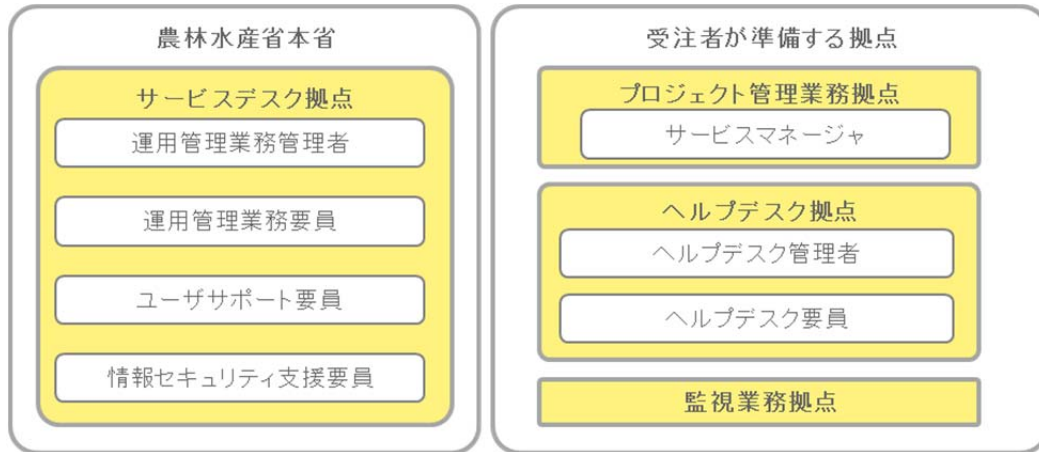 農林水産省本省
サービスデスク拠点
運用管理業務管理者
運用管理業務要員
ユーザサポート要員
情報セキュリティ支援要員
受注者が準備する拠点
プロジェクト管理業務拠点
サービスマネージャ
ヘルプデスク拠点
ヘルプデスク管理者
ヘルプデスク要員
監視業務拠点